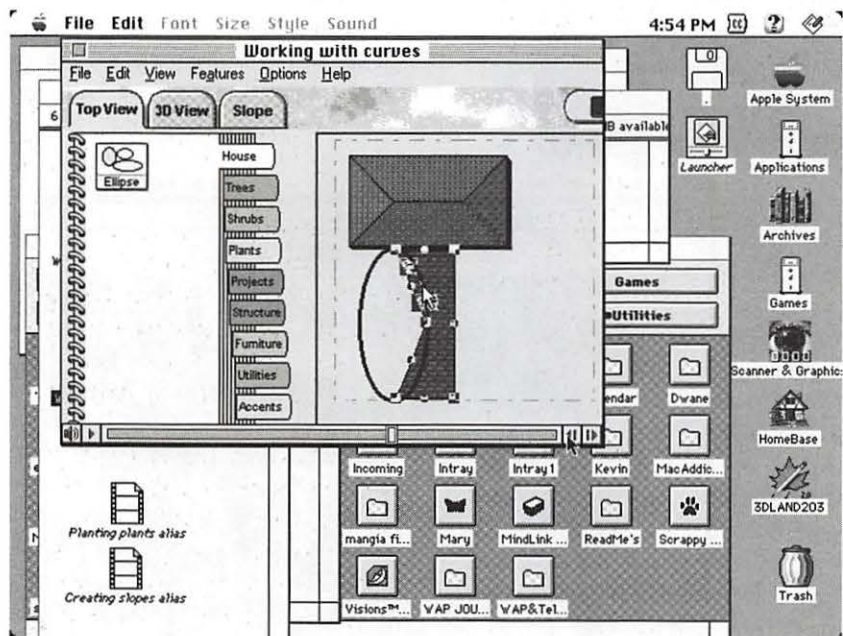 File Edit Font Size Style Sound 4:54 PM
Working with curves
File Edit View Features Options Help
Top View 3D View Slope
6
B available
Ellipse
House
Trees
Shrubs
Plants
Projects
Structure
Furniture
Utilities
Accents
0
Launcher
Apple System
Applications
Archives
Games
Scanner & Graphic:
HomeBase
3DLAND203
Trash
Games
Utilities
endar Dwane
Incoming Intray Intray1 Kevin MacAddic...
mangia fi... Mary MindLink ... ReadMe's Scrappy ...
Visions™... WAP JOU... WAP&Tel...
Planting plants alias
Creating slopes alias